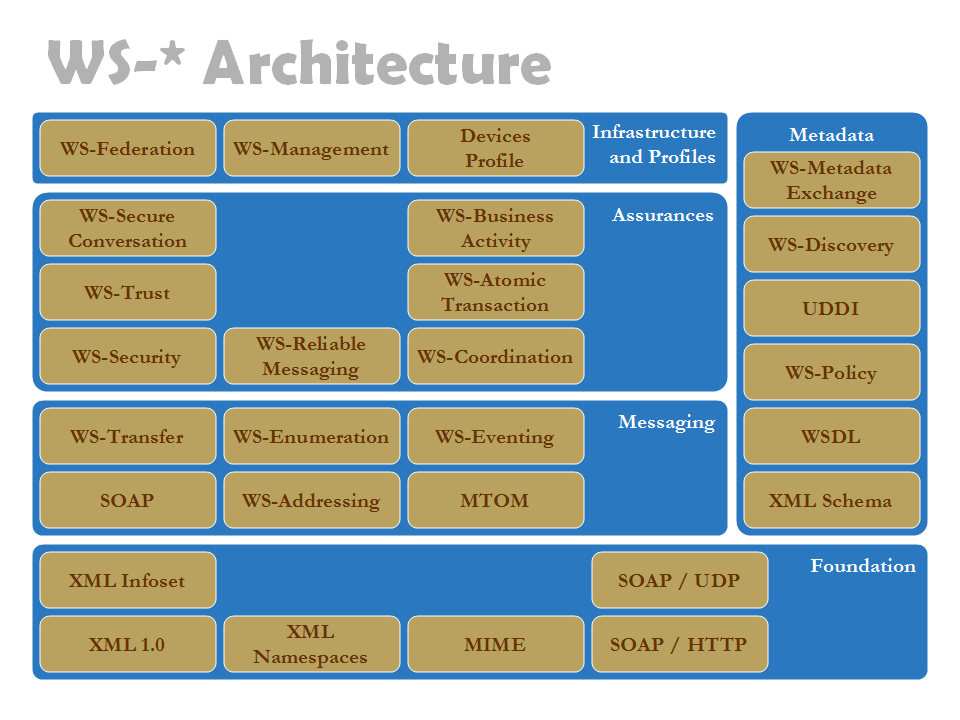 WS-* Architecture
Infrastructure
and Profiles
WS-Federation
WS-Management
Devices
Profile
Assurances
WS-Secure
Conversation
WS-Business
Activity
WS-Trust
WS-Atomic
Transaction
WS-Security
WS-Reliable
Messaging
WS-Coordination
Messaging
WS-Transfer
WS-Enumeration
WS-Eventing
SOAP
WS-Addressing
MTOM
Metadata
WS-Metadata
Exchange
WS-Discovery
UDDI
WS-Policy
WSDL
XML Schema
Foundation
XML Infoset
SOAP / UDP
XML 1.0
XML
Namespaces
MIME
SOAP / HTTP